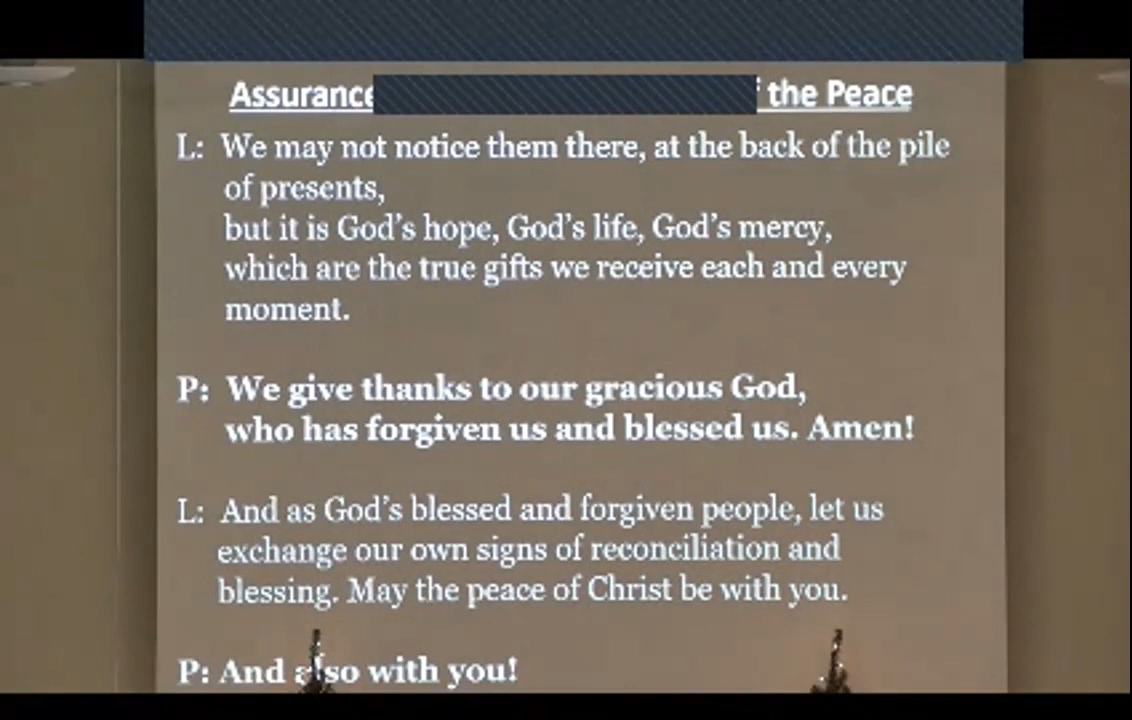 Assurance the Peace
L: We may not notice them there, at the back of the pile
of presents,
but it is God's hope, God's life, God's mercy,
which are the true gifts we receive each and every
moment.
P: We give thanks to our gracious God,
who has forgiven us and blessed us. Amen!
L: And as God's blessed and forgiven people, let us
exchange our own signs of reconciliation and
blessing. May the peace of Christ be with you.
P: And also with you!